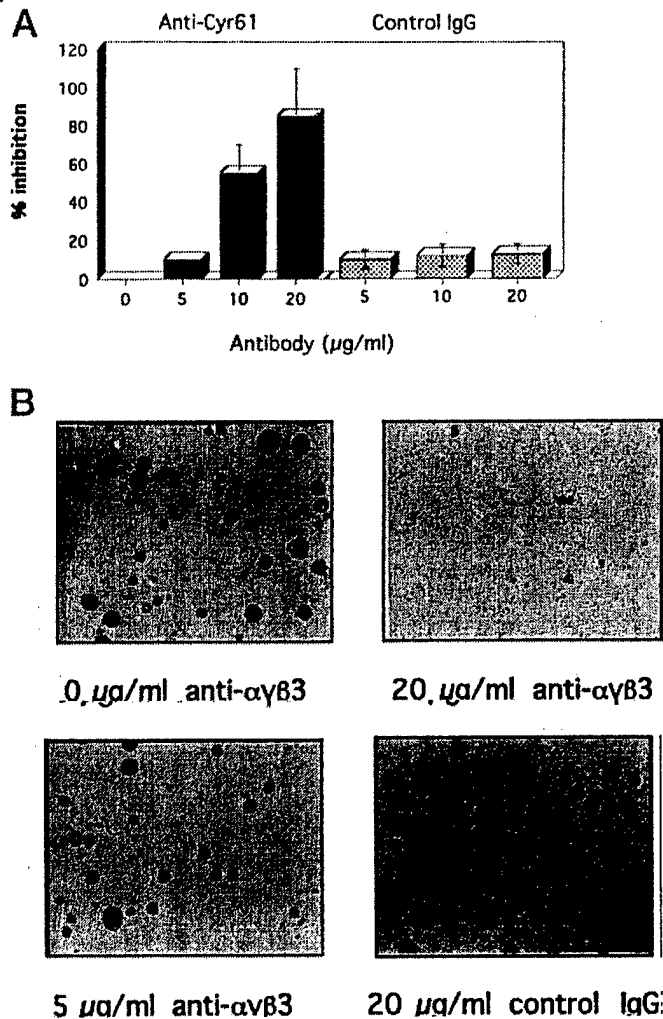 A
Anti-Cyr61 Control IgG
120
100
80
60
40
20
0
% inhibition
0 5 10 20 5 10 20
Antibody (µg/ml)
B
0 µg/ml anti-αγβ3 20 µg/ml anti-αγβ3
5 µg/ml anti-αvβ3 20 µg/ml control IgG